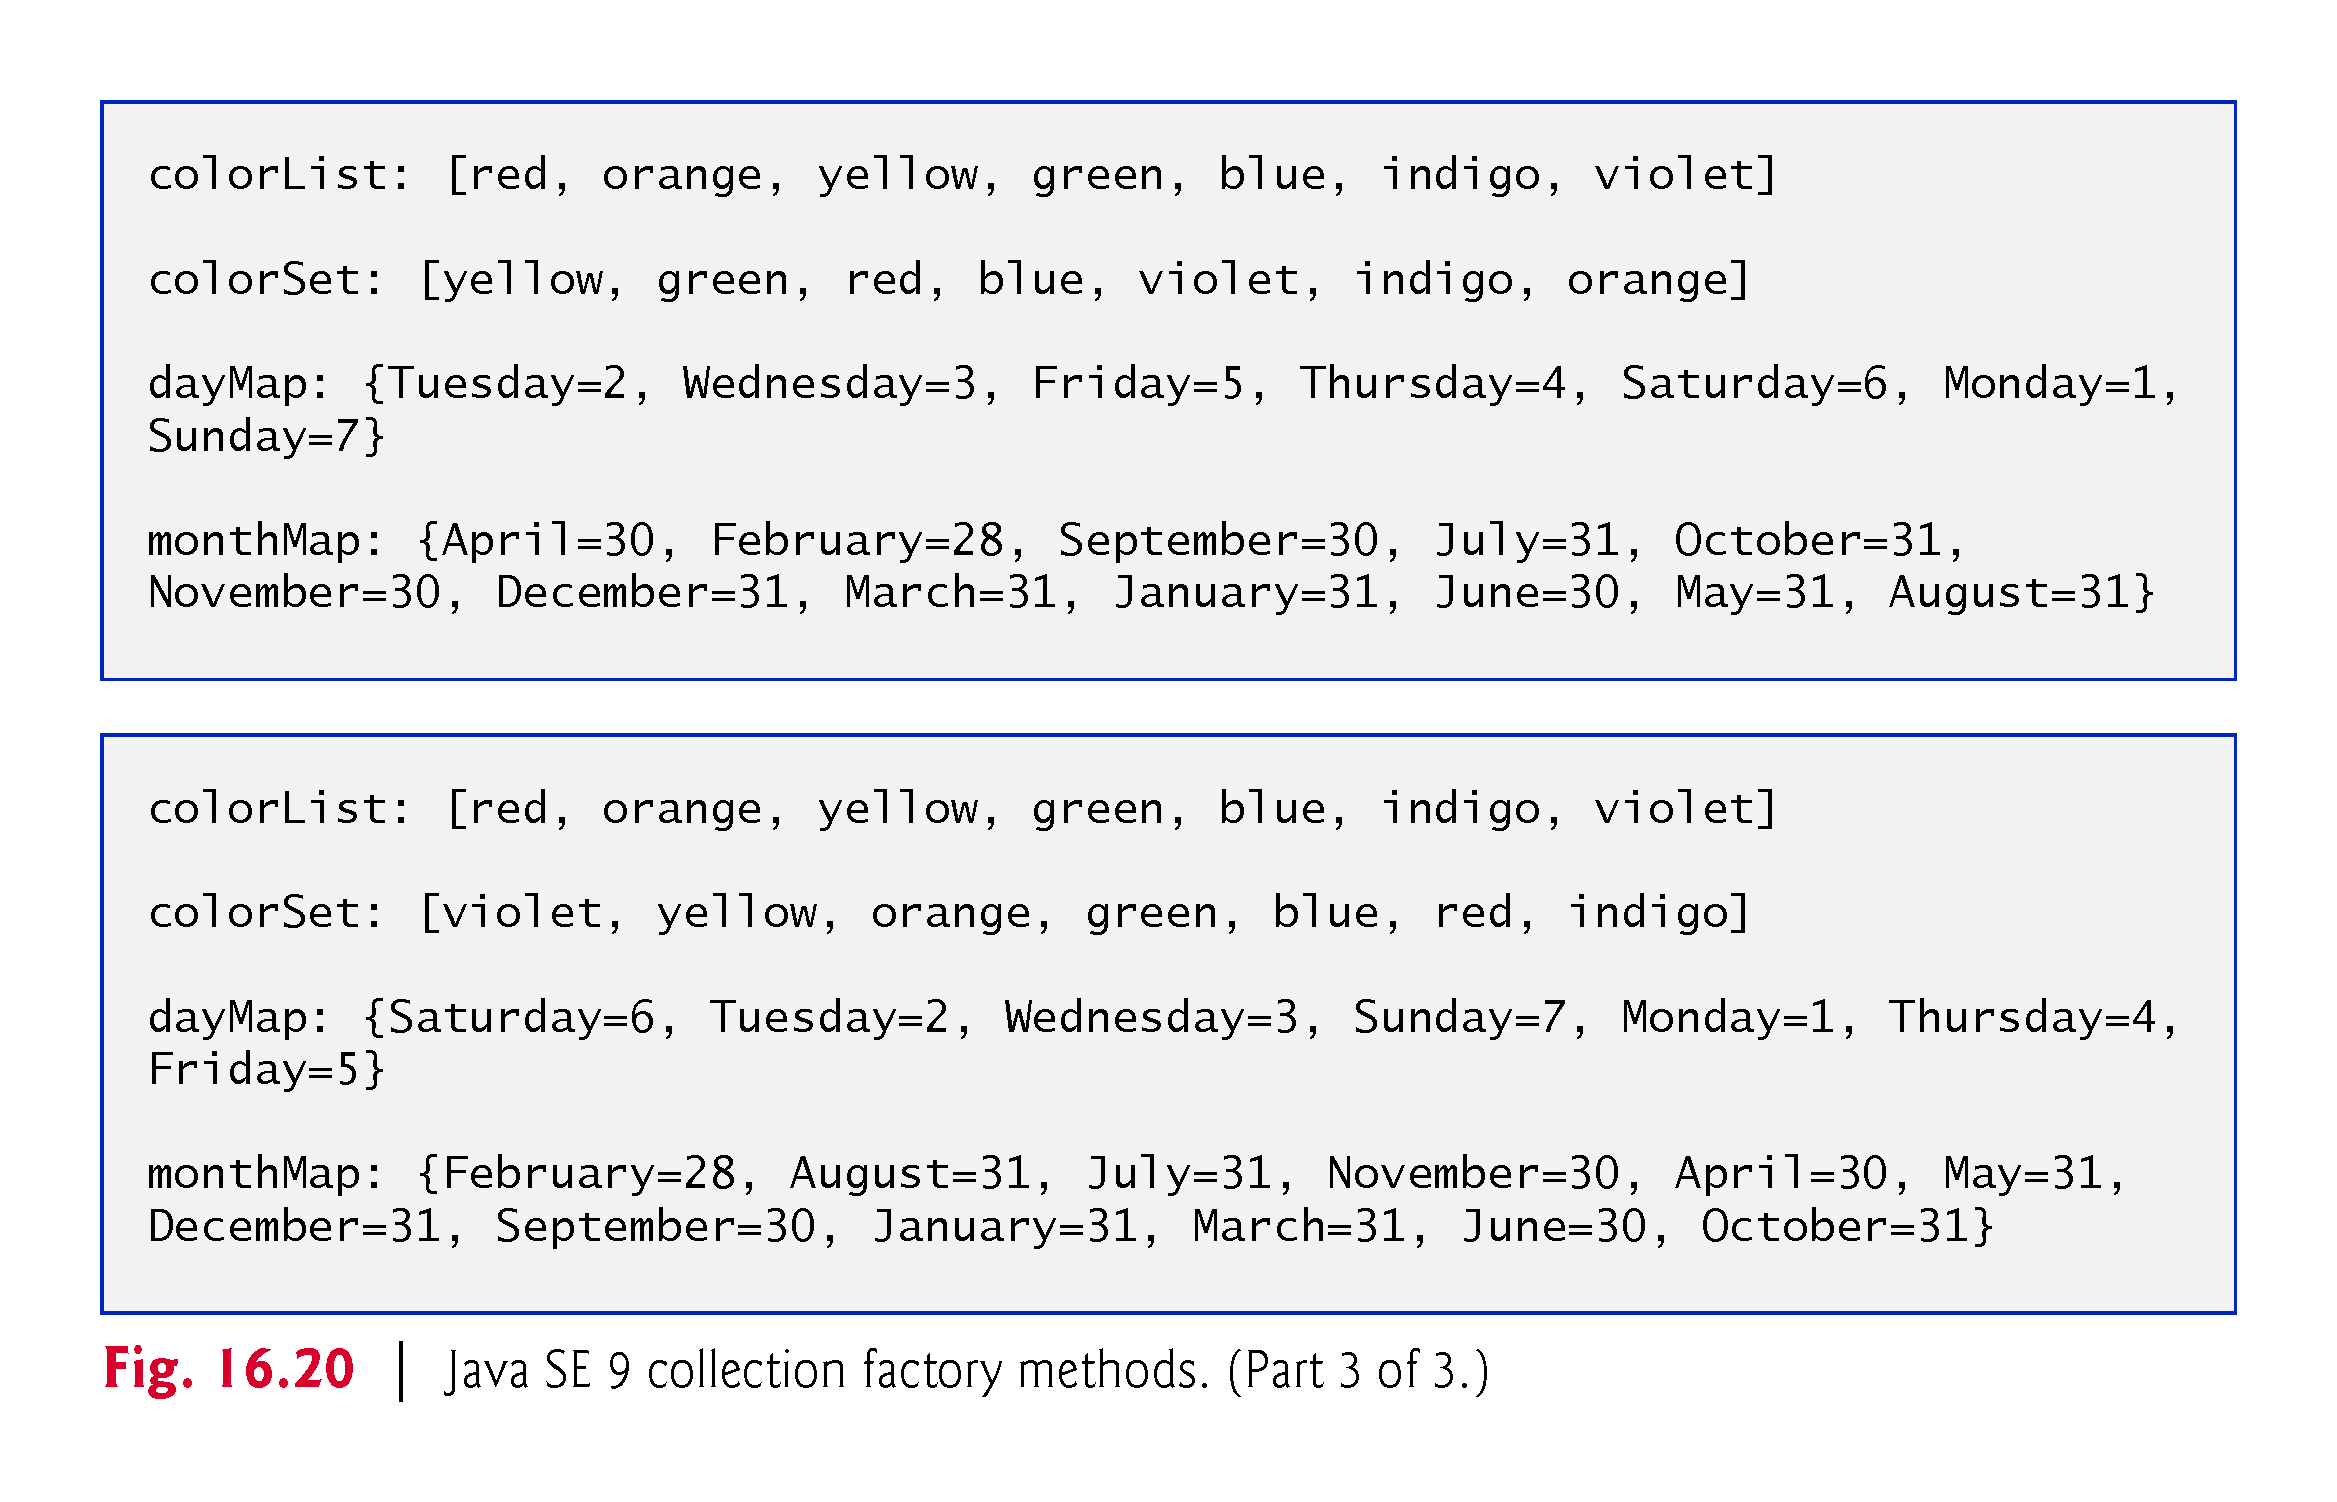 colorList: [red, orange, yellow, green, blue, indigo, violet]
colorSet: [yellow, green, red, blue, violet, indigo, orange]
dayMap: {Tuesday=2, Wednesday=3, Friday=5, Thursday=4, Saturday=6, Monday=1,
Sunday=7}
monthMap: {April=30, February=28, September=30, July=31, October=31,
November=30, December=31, March=31, January=31, June=30, May=31, August=31}
colorList: [red, orange, yellow, green, blue, indigo, violet]
colorSet: [violet, yellow, orange, green, blue, red, indigo]
dayMap: {Saturday=6, Tuesday=2, Wednesday=3, Sunday=7, Monday=1, Thursday=4,
Friday=5}
monthMap: {February=28, August=31, July=31, November=30, April=30, May=31,
December=31, September=30, January=31, March=31, June=30, October=31}
Fig. 16.20 | Java SE 9 collection factory methods. (Part 3 of 3.)